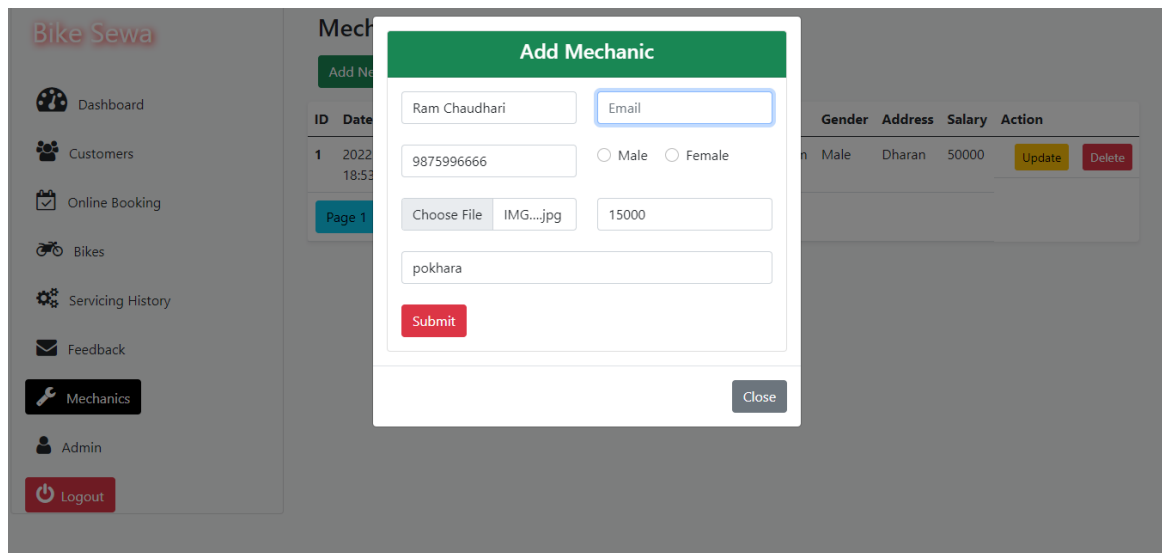 Bike Sewa
Dashboard
Customers
Online Booking
Bikes
Servicing History
Feedback
Mechanics
Admin
Logout
Mech
Add Ne
ID Date Gender Address Salary Action
1 2022 Male Dharan 50000 Update Delete
18:53
Page 1
Add Mechanic
Ram Chaudhari Email
9875996666 Male Female
Choose File IMG....jpg 15000
pokhara
Submit
Close